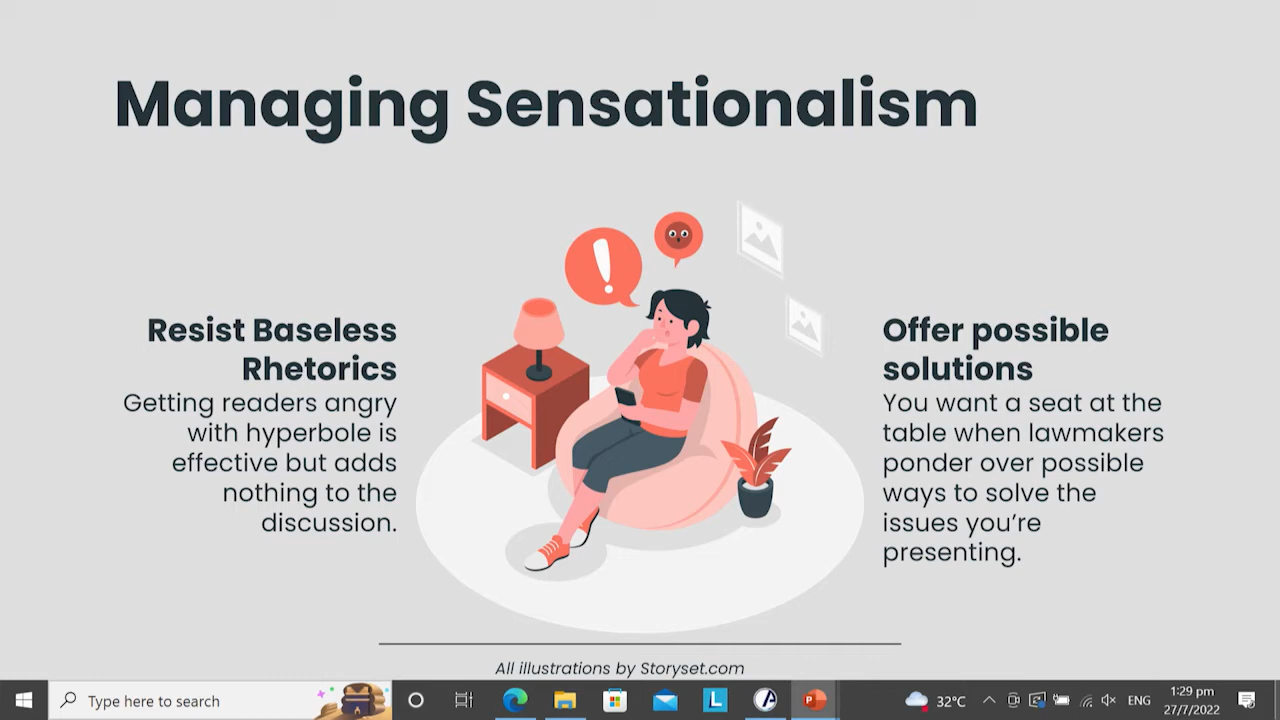 Managing Sensationalism
Resist Baseless
Rhetorics
Getting readers angry
with hyperbole is
effective but adds
nothing to the
discussion.
!
Offer possible
solutions
You want a seat at the
table when lawmakers
ponder over possible
ways to solve the
issues you’re
presenting.
All illustrations by Storyset.com
Type here to search
L
P
32°C
ENG
1:29 pm
27/7/2022